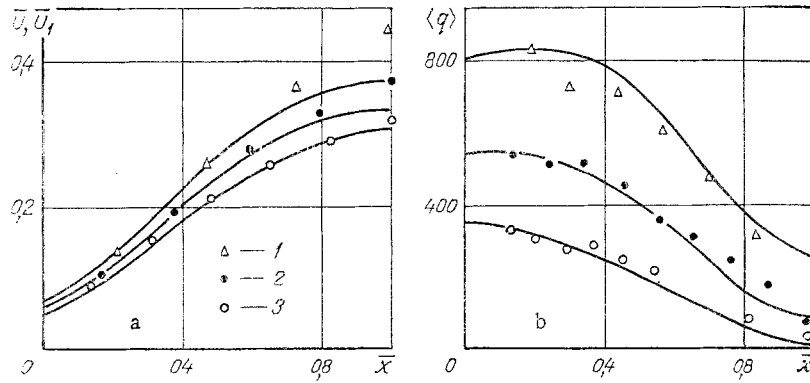 Ū, Ū₁
0,4
0,2
0
0,4
0,8
X̄
a
△ — 1
● — 2
○ — 3
⟨q⟩
800
400
0
0,4
0,8
x̄
b